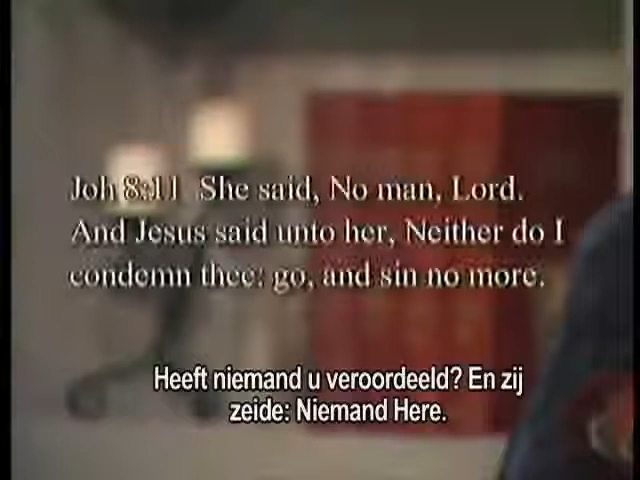 Joh 8:11 She said, No man, Lord.
And Jesus said unto her, Neither do I
condemn thee: go, and sin no more.
Heeft niemand u veroordeeld? En zij
zeide: Niemand Here.